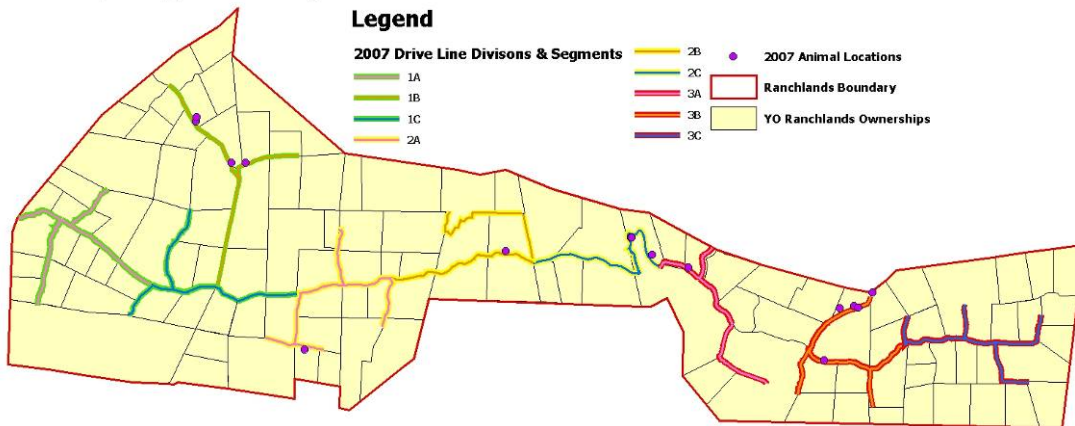 Legend
2007 Drive Line Divisons & Segments
1A
1B
1C
2A
2B
2C
3A
3B
3C
2007 Animal Locations
Ranchlands Boundary
YO Ranchlands Ownerships